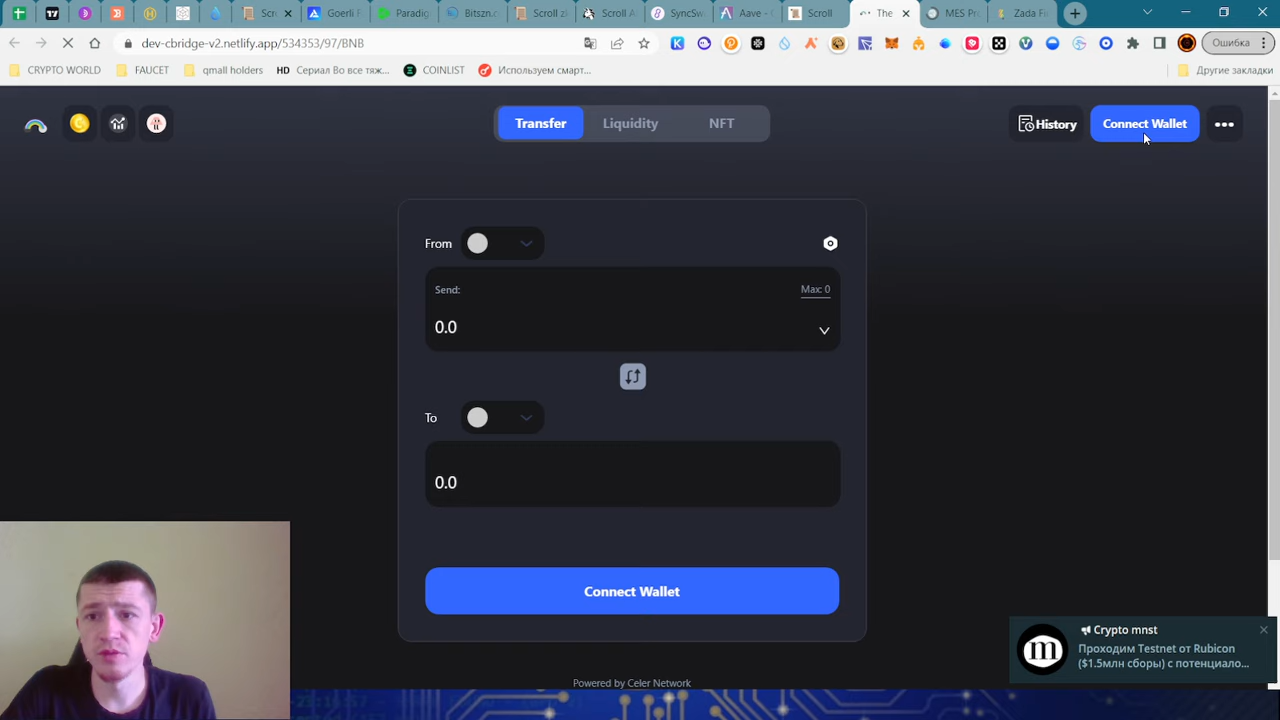 Scro
Goerli F
Paradig
Bitszn.c
Scroll zk
Scroll A
SyncSw
Aave - 
Scroll
The
MES Pro
Zada Fi
dev-cbridge-v2.netlify.app/534353/97/BNB
Ошибка
CRYPTO WORLD
FAUCET
qmall holders
HD Сериал Во все тяж...
COINLIST
Используем смарт...
Другие закладки
Transfer
Liquidity
NFT
History
Connect Wallet
From
Send:
Max: 0
0.0
To
0.0
Connect Wallet
Powered by Celer Network
Crypto mnst
Проходим Testnet от Rubicon
($1.5млн сборы) с потенциало...